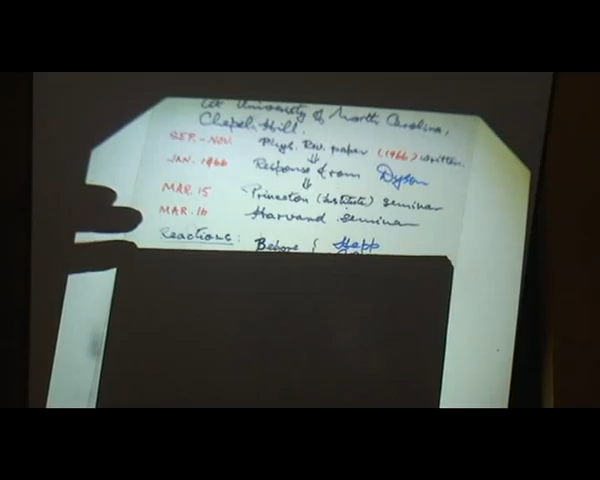 At University of North Carolina,
Chapel Hill.
SEP.-NOV. Phys. Rev. paper (1966) written
⇓
JAN. 1966 Response from Dyson
⇓
MAR. 15 Princeton (Institute) seminar
MAR. 16 Harvard seminar
Reactions: Before { Hepp